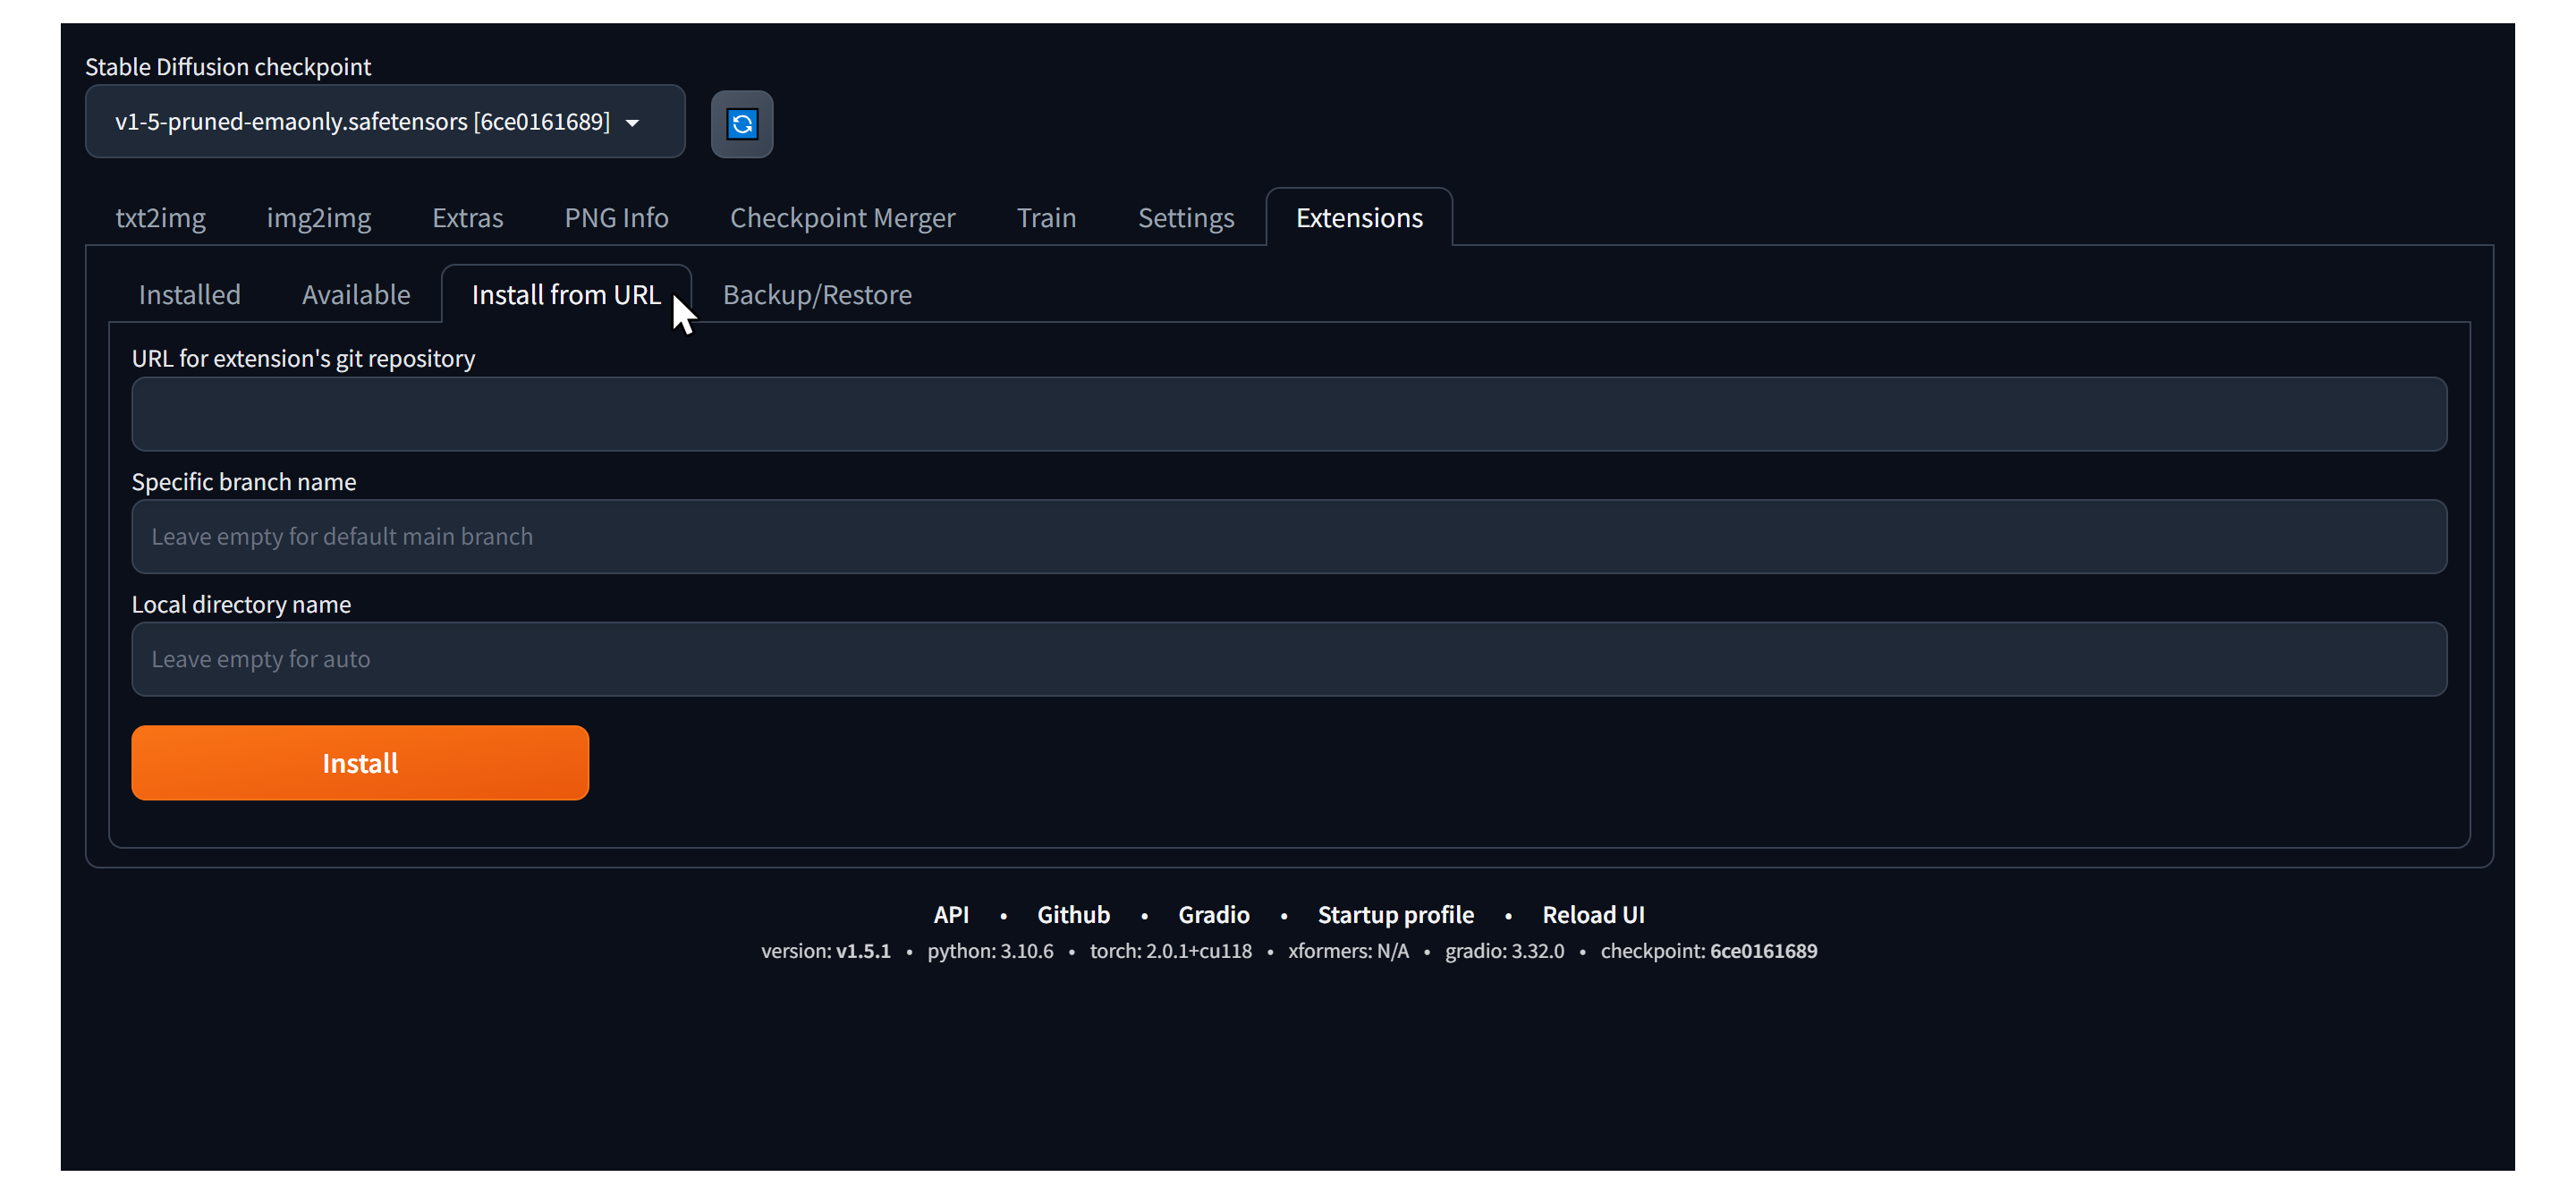 Stable Diffusion checkpoint
v1-5-pruned-emaonly.safetensors [6ce0161689]
txt2img img2img Extras PNG Info Checkpoint Merger Train Settings Extensions
Installed Available Install from URL Backup/Restore
URL for extension's git repository
Specific branch name
Leave empty for default main branch
Local directory name
Leave empty for auto
Install
API • Github • Gradio • Startup profile • Reload UI
version: v1.5.1 • python: 3.10.6 • torch: 2.0.1+cu118 • xformers: N/A • gradio: 3.32.0 • checkpoint: 6ce0161689